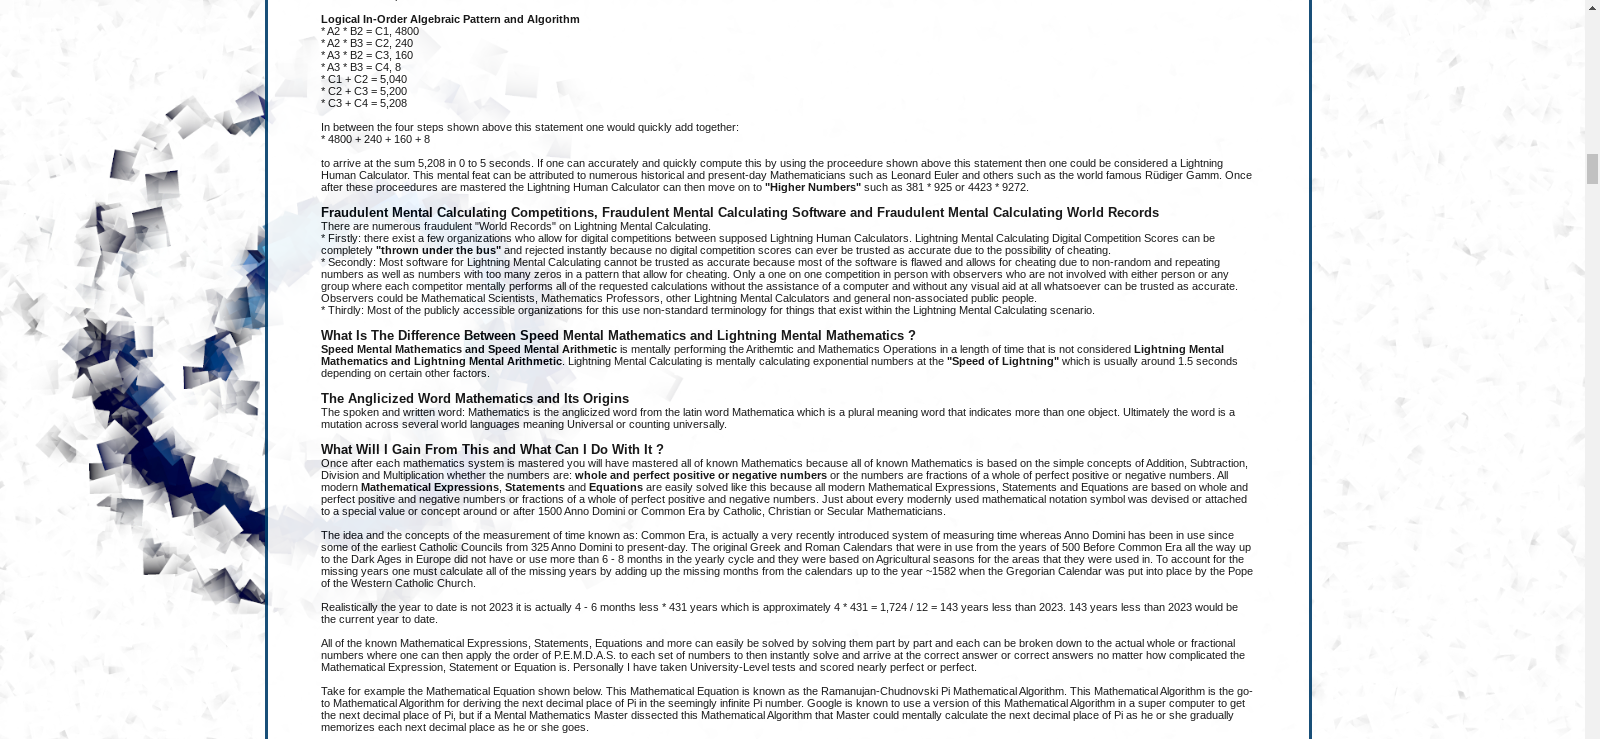 Logical In-Order Algebraic Pattern and Algorithm
* A2 * B2 = C1, 4800
* A2 * B3 = C2, 240
* A3 * B2 = C3, 160
* A3 * B3 = C4, 8
* C1 + C2 = 5,040
* C2 + C3 = 5,200
* C3 + C4 = 5,208
In between the four steps shown above this statement one would quickly add together:
* 4800 + 240 + 160 + 8
to arrive at the sum 5,208 in 0 to 5 seconds. If one can accurately and quickly compute this by using the proceedure shown above this statement then one could be considered a Lightning
Human Calculator. This mental feat can be attributed to numerous historical and present-day Mathematicians such as Leonard Euler and others such as the world famous Rüdiger Gamm. Once
after these proceedures are mastered the Lightning Human Calculator can then move on to "Higher Numbers" such as 381 * 925 or 4423 * 9272.
Fraudulent Mental Calculating Competitions, Fraudulent Mental Calculating Software and Fraudulent Mental Calculating World Records
There are numerous fraudulent "World Records" on Lightning Mental Calculating.
* Firstly: there exist a few organizations who allow for digital competitions between supposed Lightning Human Calculators. Lightning Mental Calculating Digital Competition Scores can be
completely "thrown under the bus" and rejected instantly because no digital competition scores can ever be trusted as accurate due to the possibility of cheating.
* Secondly: Most software for Lightning Mental Calculating cannot be trusted as accurate because most of the software is flawed and allows for cheating due to non-random and repeating
numbers as well as numbers with too many zeros in a pattern that allow for cheating. Only a one on one competition in person with observers who are not involved with either person or any
group where each competitor mentally performs all of the requested calculations without the assistance of a computer and without any visual aid at all whatsoever can be trusted as accurate.
Observers could be Mathematical Scientists, Mathematics Professors, other Lightning Mental Calculators and general non-associated public people.
* Thirdly: Most of the publicly accessible organizations for this use non-standard terminology for things that exist within the Lightning Mental Calculating scenario.
What Is The Difference Between Speed Mental Mathematics and Lightning Mental Mathematics ?
Speed Mental Mathematics and Speed Mental Arithmetic is mentally performing the Arithemtic and Mathematics Operations in a length of time that is not considered Lightning Mental
Mathematics and Lightning Mental Arithmetic. Lightning Mental Calculating is mentally calculating exponential numbers at the "Speed of Lightning" which is usually around 1.5 seconds
depending on certain other factors.
The Anglicized Word Mathematics and Its Origins
The spoken and written word: Mathematics is the anglicized word from the latin word Mathematica which is a plural meaning word that indicates more than one object. Ultimately the word is a
mutation across several world languages meaning Universal or counting universally.
What Will I Gain From This and What Can I Do With It ?
Once after each mathematics system is mastered you will have mastered all of known Mathematics because all of known Mathematics is based on the simple concepts of Addition, Subtraction,
Division and Multiplication whether the numbers are: whole and perfect positive or negative numbers or the numbers are fractions of a whole of perfect positive or negative numbers. All
modern Mathematical Expressions, Statements and Equations are easily solved like this because all modern Mathematical Expressions, Statements and Equations are based on whole and
perfect positive and negative numbers or fractions of a whole of perfect positive and negative numbers. Just about every modernly used mathematical notation symbol was devised or attached
to a special value or concept around or after 1500 Anno Domini or Common Era by Catholic, Christian or Secular Mathematicians.
The idea and the concepts of the measurement of time known as: Common Era, is actually a very recently introduced system of measuring time whereas Anno Domini has been in use since
some of the earliest Catholic Councils from 325 Anno Domini to present-day. The original Greek and Roman Calendars that were in use from the years of 500 Before Common Era all the way up
to the Dark Ages in Europe did not have or use more than 6 - 8 months in the yearly cycle and they were based on Agricultural seasons for the areas that they were used in. To account for the
missing years one must calculate all of the missing years by adding up the missing months from the calendars up to the year ~1582 when the Gregorian Calendar was put into place by the Pope
of the Western Catholic Church.
Realistically the year to date is not 2023 it is actually 4 - 6 months less * 431 years which is approximately 4 * 431 = 1,724 / 12 = 143 years less than 2023. 143 years less than 2023 would be
the current year to date.
All of the known Mathematical Expressions, Statements, Equations and more can easily be solved by solving them part by part and each can be broken down to the actual whole or fractional
numbers where one can then apply the order of P.E.M.D.A.S. to each set of numbers to then instantly solve and arrive at the correct answer or correct answers no matter how complicated the
Mathematical Expression, Statement or Equation is. Personally I have taken University-Level tests and scored nearly perfect or perfect.
Take for example the Mathematical Equation shown below. This Mathematical Equation is known as the Ramanujan-Chudnovski Pi Mathematical Algorithm. This Mathematical Algorithm is the go-
to Mathematical Algorithm for deriving the next decimal place of Pi in the seemingly infinite Pi number. Google is known to use a version of this Mathematical Algorithm in a super computer to get
the next decimal place of Pi, but if a Mental Mathematics Master dissected this Mathematical Algorithm that Master could mentally calculate the next decimal place of Pi as he or she gradually
memorizes each next decimal place as he or she goes.